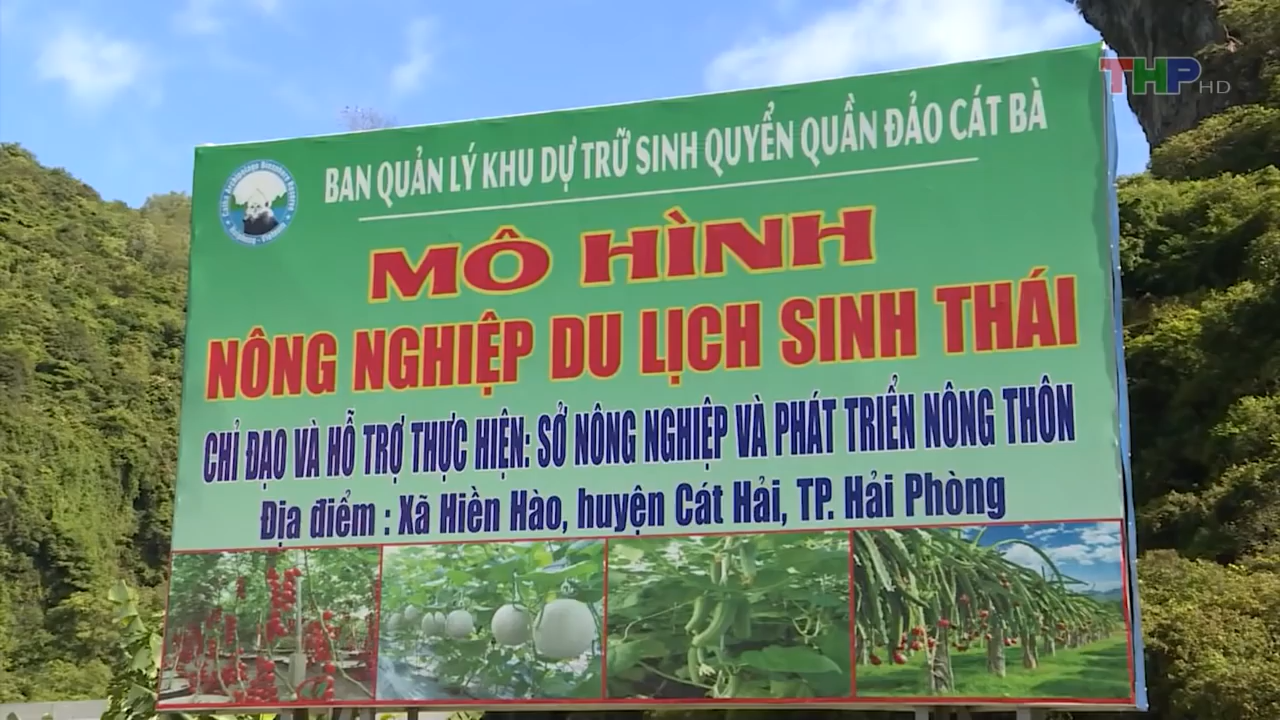 THP HD
BAN QUẢN LÝ KHU DỰ TRỮ SINH QUYỂN QUẦN ĐẢO CÁT BÀ
MÔ HÌNH
NÔNG NGHIỆP DU LỊCH SINH THÁI
CHỈ ĐẠO VÀ HỖ TRỢ THỰC HIỆN: SỞ NÔNG NGHIỆP VÀ PHÁT TRIỂN NÔNG THÔN
Địa điểm : Xã Hiền Hào, huyện Cát Hải, TP. Hải Phòng